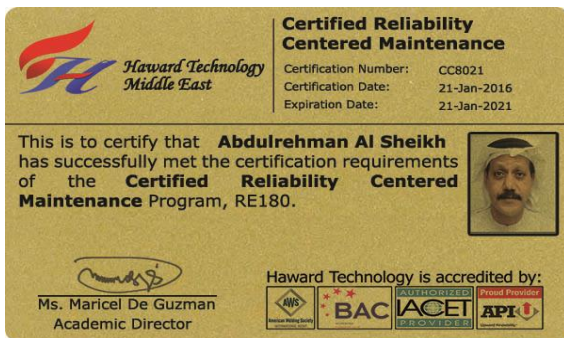 Haward Technology
Middle East
Certified Reliability
Centered Maintenance
Certification Number: CC8021
Certification Date: 21-Jan-2016
Expiration Date: 21-Jan-2021
This is to certify that Abdulrehman Al Sheikh
has successfully met the certification requirements
of the Certified Reliability Centered
Maintenance Program, RE180.
Ms. Maricel De Guzman
Academic Director
Haward Technology is accredited by:
AWS
American Welding Society
BAC
AUTHORIZED
IACET
PROVIDER
Proud Provider
API